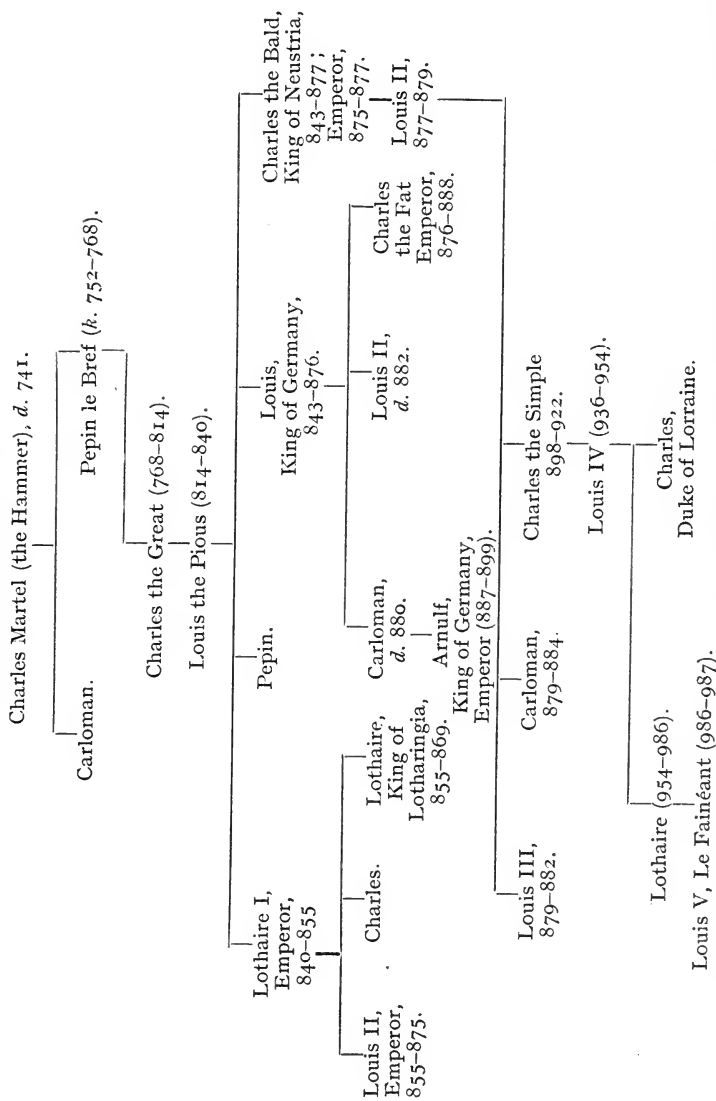 Charles Martel (the Hammer), d. 741.
Carloman.
Pepin le Bref (k. 752–768).
Charles the Great (768–814).
Louis the Pious (814–840).
Lothaire I,
Emperor,
840–855
Pepin.
Louis,
King of Germany,
843–876.
Charles the Bald,
King of Neustria,
843–877;
Emperor,
875–877.
Louis II,
Emperor,
855–875.
Charles.
Lothaire,
King of
Lotharingia,
855–869.
Carloman,
d. 880.
Louis II,
d. 882.
Charles
the Fat
Emperor,
876–888.
Louis II,
877–879.
Arnulf,
King of Germany,
Emperor (887–899).
Louis III,
879–882.
Carloman,
879–884.
Charles the Simple
898–922.
Louis IV (936–954).
Lothaire (954–986).
Charles,
Duke of Lorraine.
Louis V, Le Fainéant (986–987).